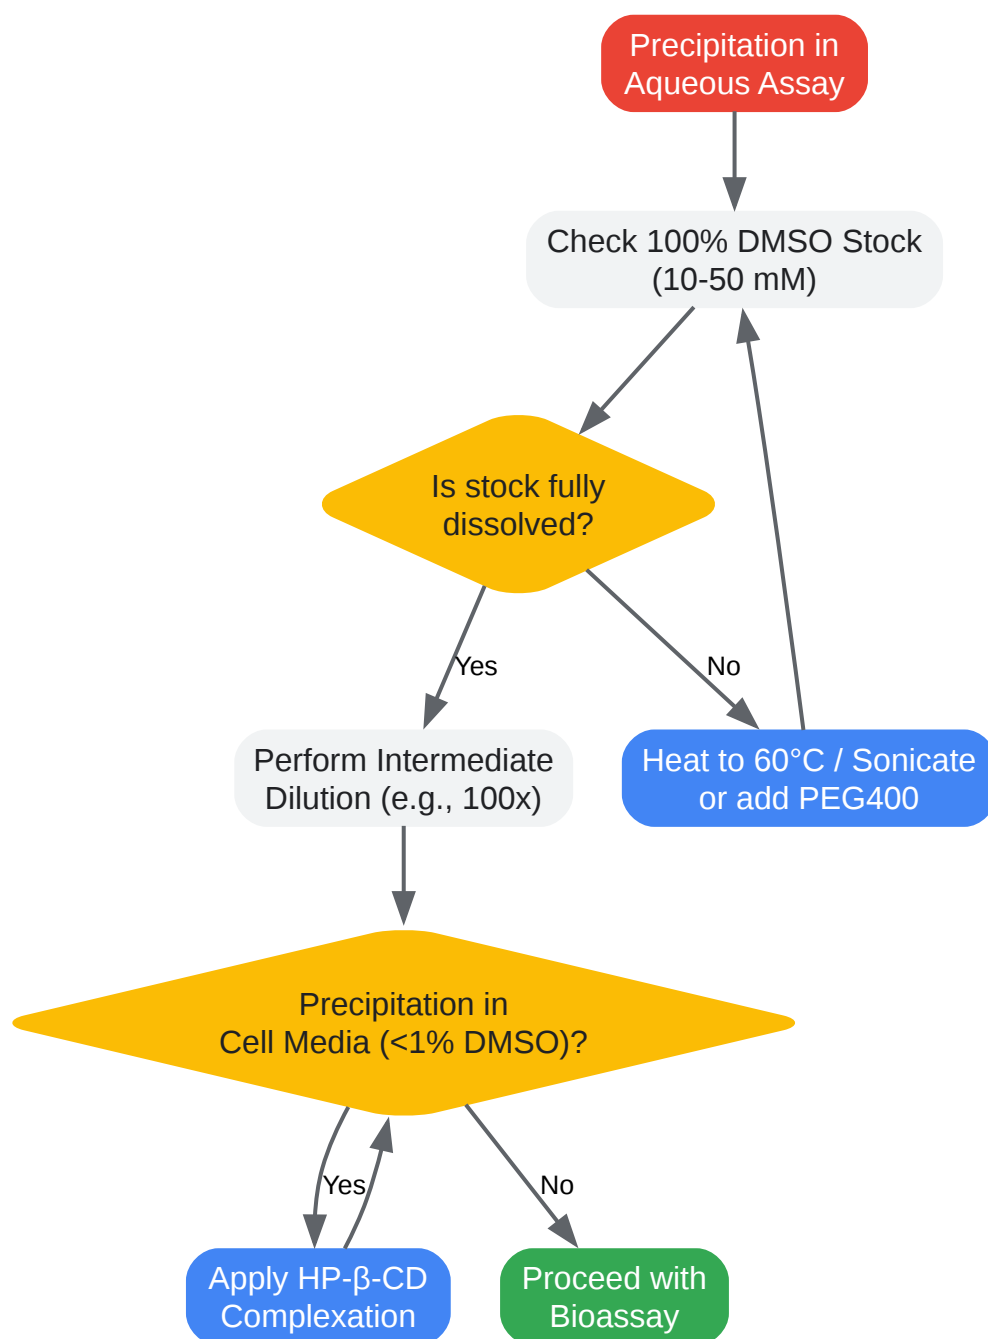 Precipitation in
Aqueous Assay
Check 100% DMSO Stock
(10-50 mM)
Is stock fully
dissolved?
Yes
No
Perform Intermediate
Dilution (e.g., 100x)
Heat to 60°C / Sonicate
or add PEG400
Precipitation in
Cell Media (<1% DMSO)?
Yes
No
Apply HP-β-CD
Complexation
Proceed with
Bioassay